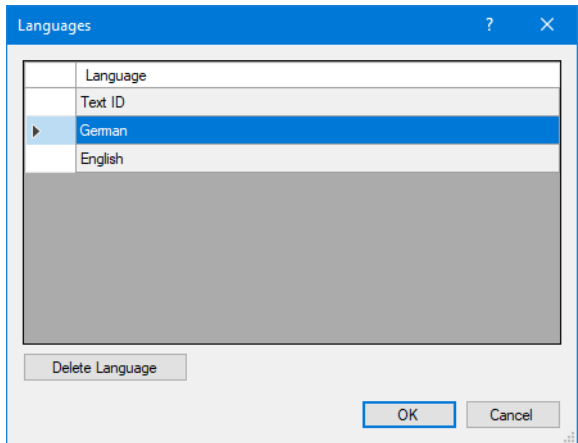 Languages ?
Language
Text ID
German
English
Delete Language
OK Cancel